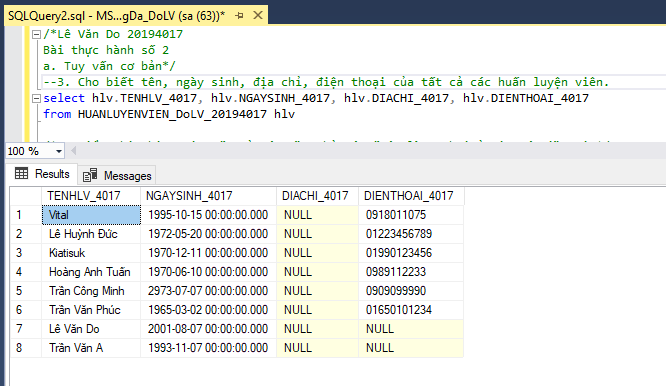 SQLQuery2.sql - MS...gDa_DoLV (sa (63))*
/*Lê Văn Do 20194017
Bài thực hành số 2
a. Tuy vấn cơ bản*/
--3. Cho biết tên, ngày sinh, địa chỉ, điện thoại của tất cả các huấn luyện viên.
select hlv.TENHLV_4017, hlv.NGAYSINH_4017, hlv.DIACHI_4017, hlv.DIENTHOAI_4017
from HUANLUYENVIEN_DoLV_20194017 hlv
100 %
Results Messages
TENHLV_4017 NGAYSINH_4017 DIACHI_4017 DIENTHOAI_4017
1 Vital 1995-10-15 00:00:00.000 NULL 0918011075
2 Lê Huỳnh Đức 1972-05-20 00:00:00.000 NULL 01223456789
3 Kiatisuk 1970-12-11 00:00:00.000 NULL 01990123456
4 Hoàng Anh Tuấn 1970-06-10 00:00:00.000 NULL 0989112233
5 Trần Công Minh 2973-07-07 00:00:00.000 NULL 0909099990
6 Trần Văn Phúc 1965-03-02 00:00:00.000 NULL 01650101234
7 Lê Văn Do 2001-08-07 00:00:00.000 NULL NULL
8 Trần Văn A 1993-11-07 00:00:00.000 NULL NULL